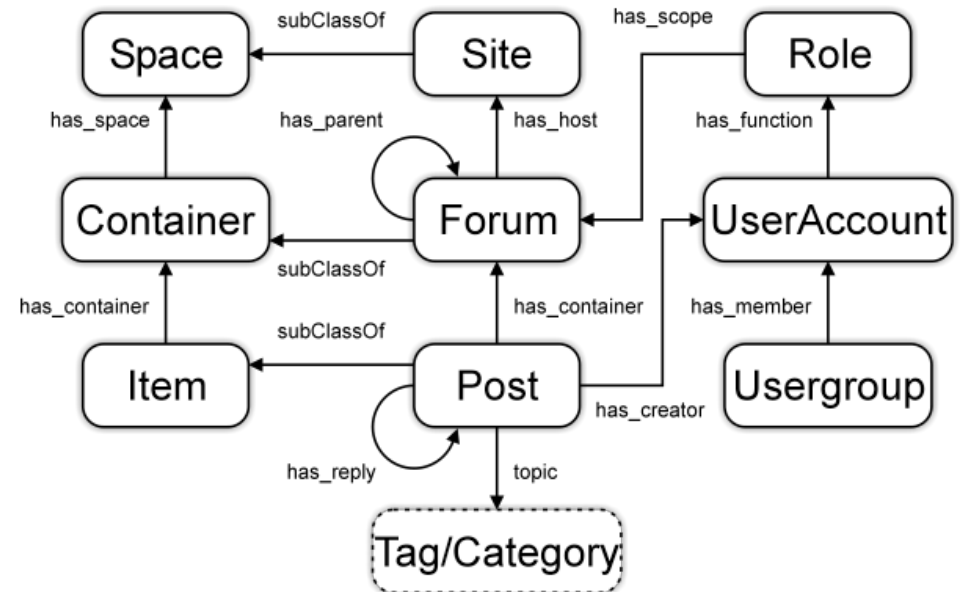 subClassOf
has_scope
Space
Site
Role
has_space
has_parent
has_host
has_function
Container
Forum
UserAccount
subClassOf
has_container
has_container
has_member
subClassOf
Item
Post
Usergroup
has_creator
has_reply
topic
Tag/Category